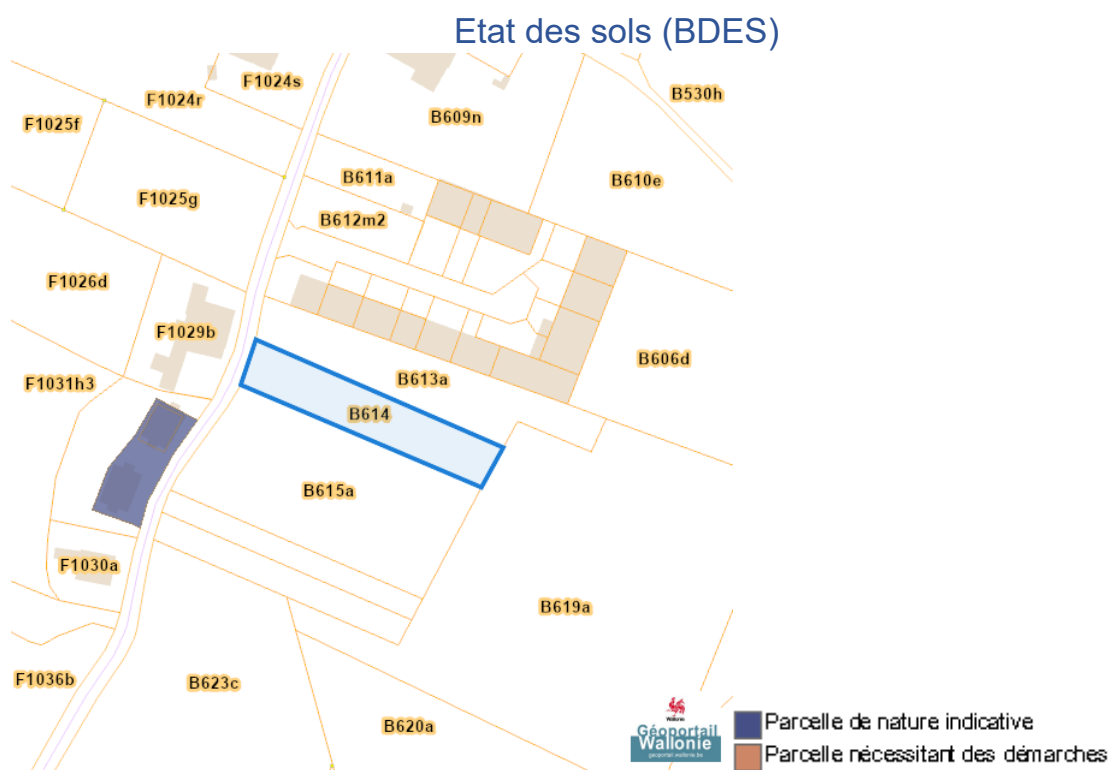 Etat des sols (BDES)
F1024s
B530h
F1024r
B609n
F1025f
B611a
B610e
F1025g
B612m2
F1026d
F1029b
B606d
B613a
F1031h3
B614
B615a
F1030a
B619a
F1036b
B623c
B620a
Wallonie
Géoportail
Wallonie
geoportail.wallonie.be
Parcelle de nature indicative
Parcelle nécessitant des démarches